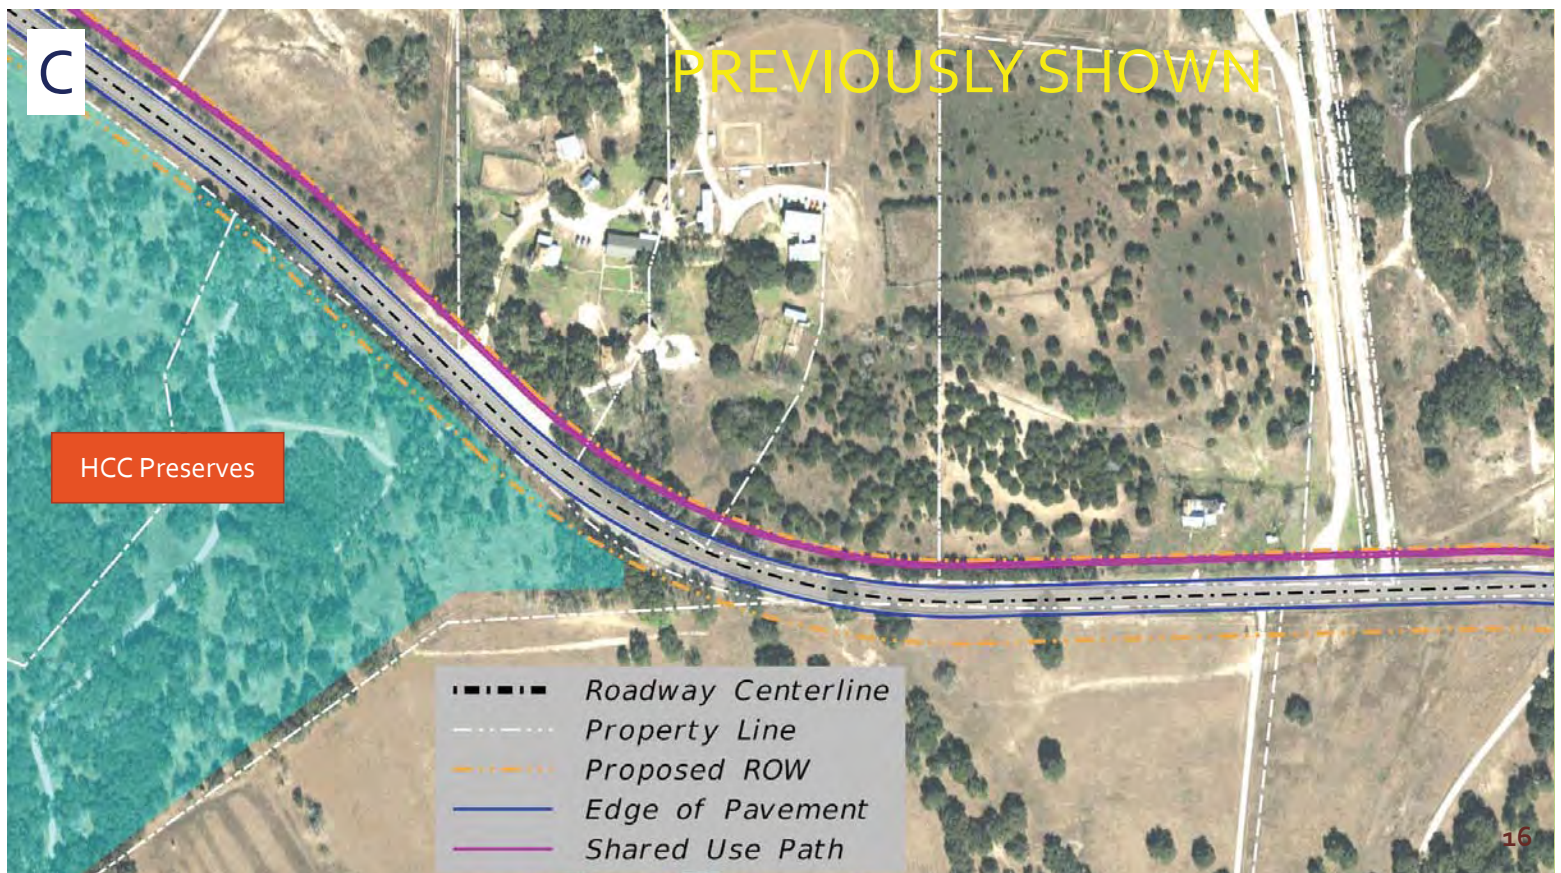 C
PREVIOUSLY SHOWN
HCC Preserves
Roadway Centerline
Property Line
Proposed ROW
Edge of Pavement
Shared Use Path
16